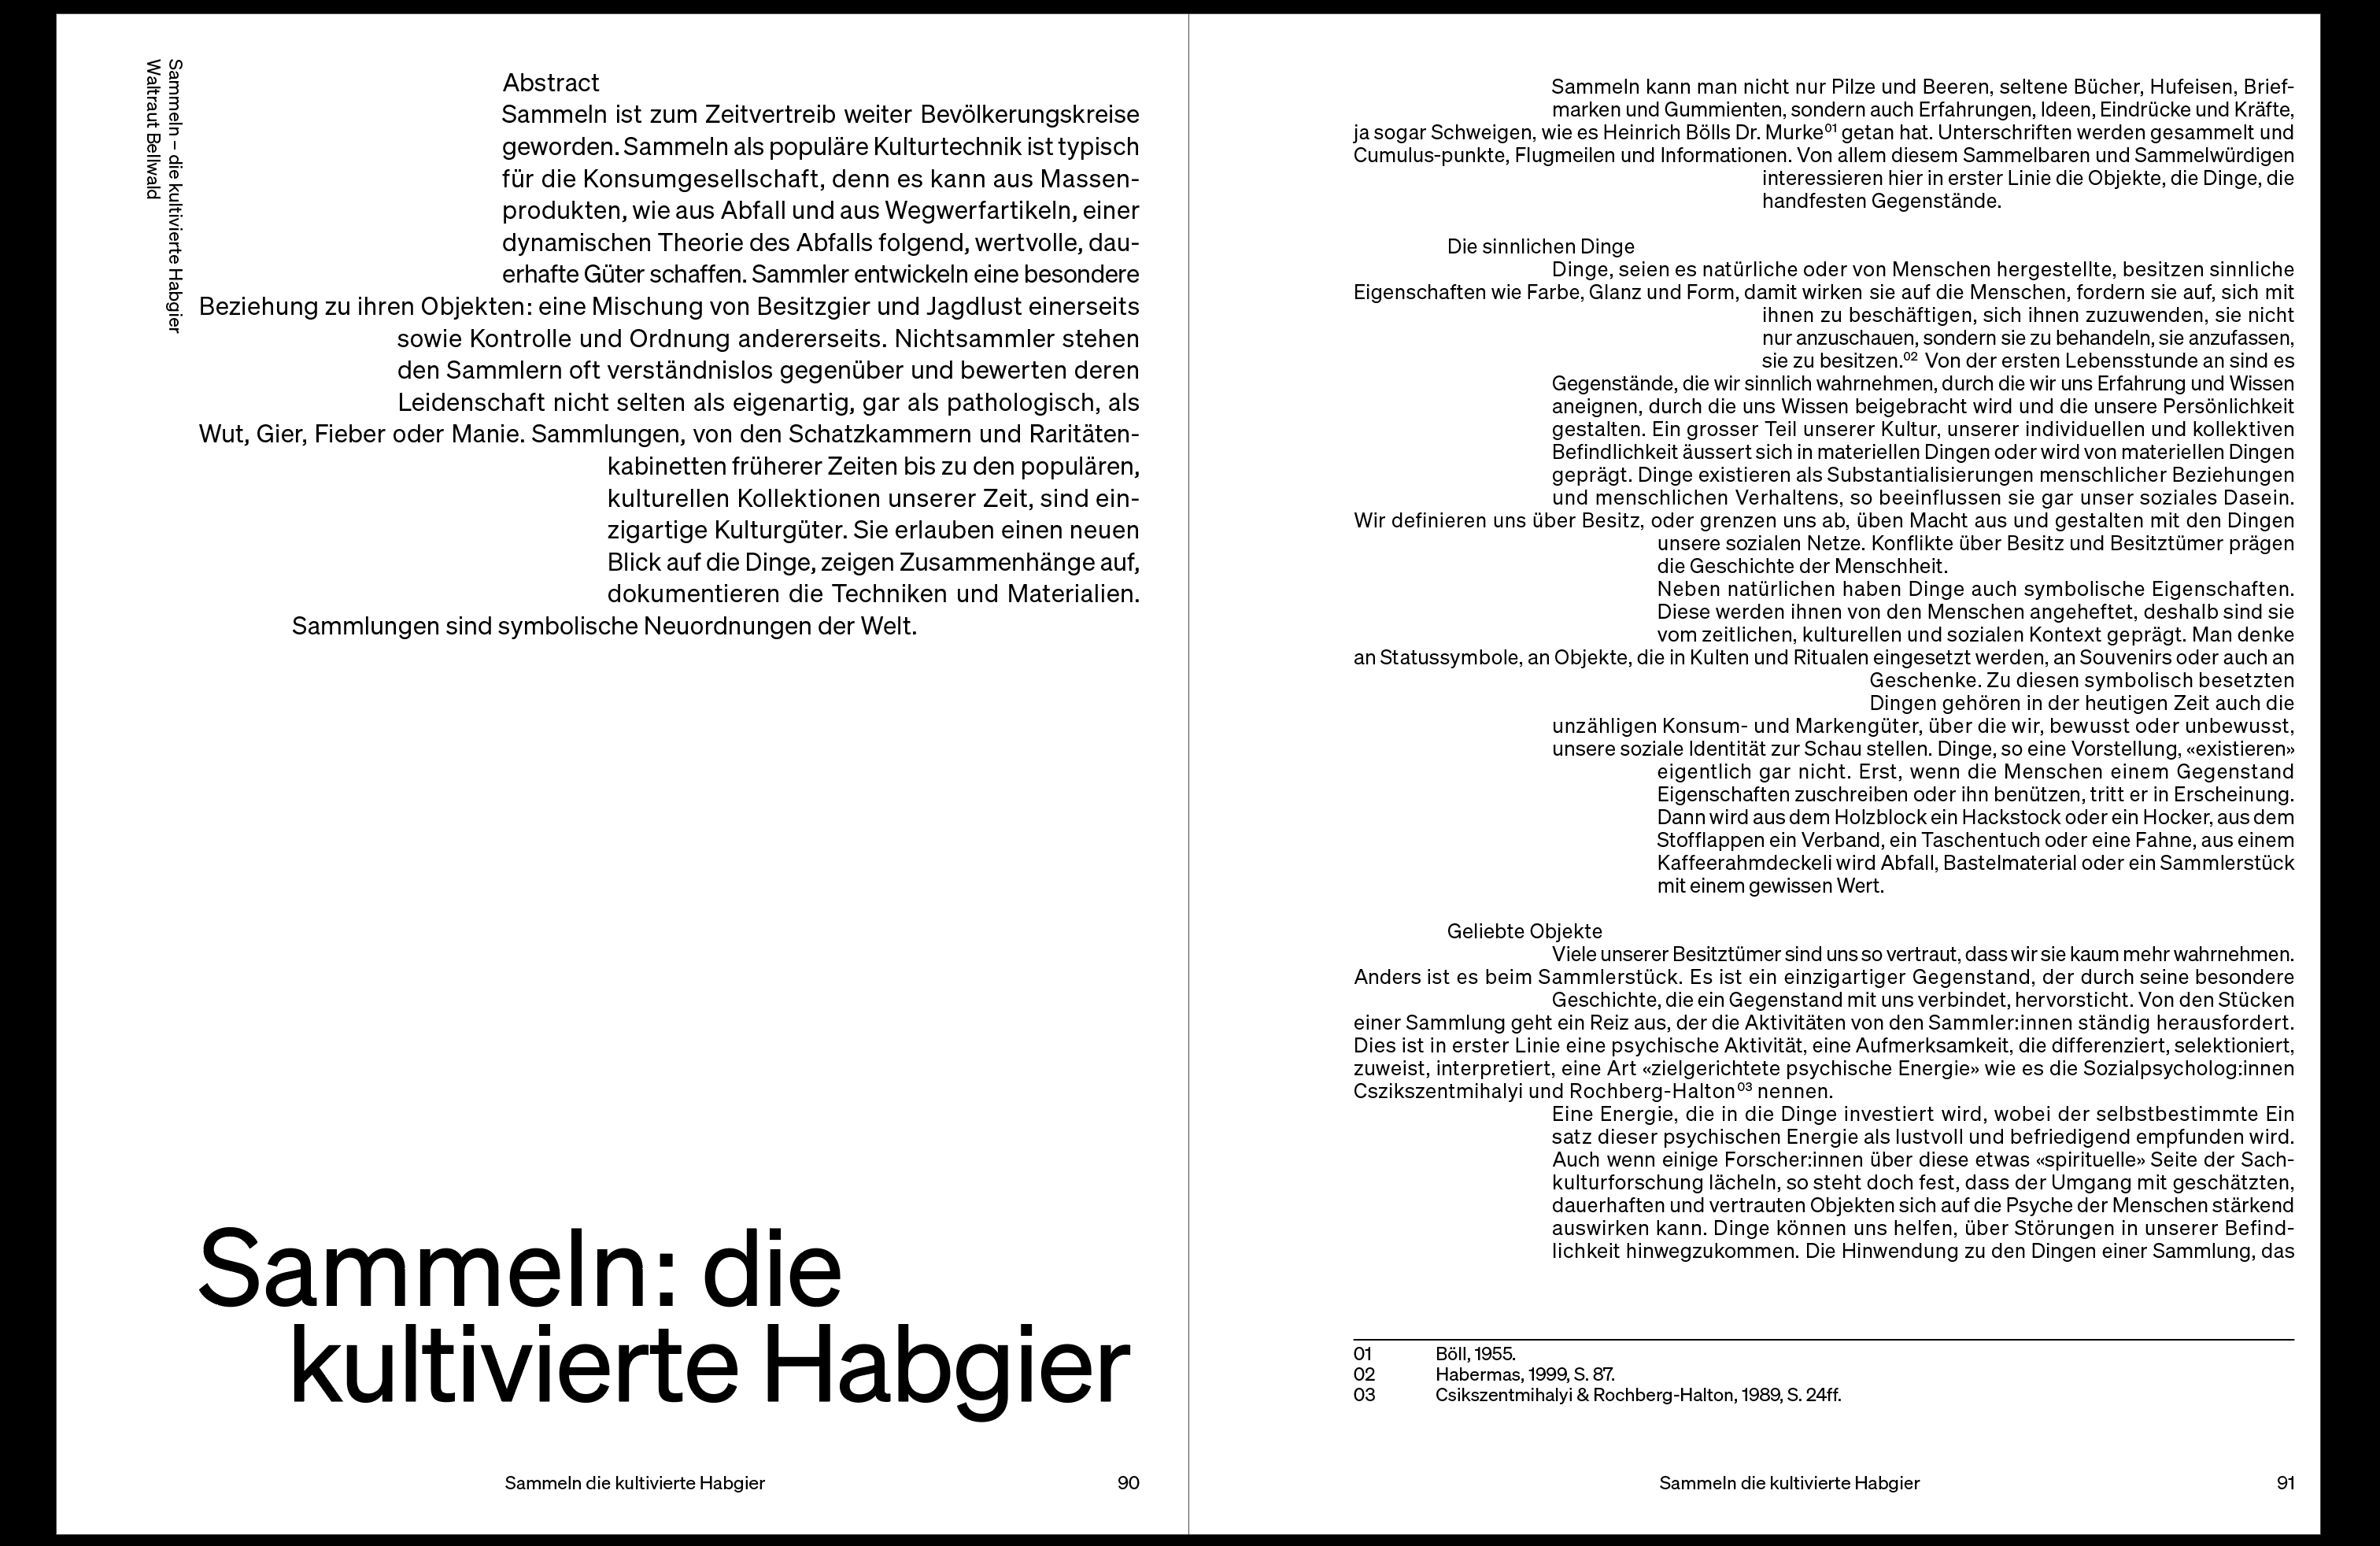 Sammeln – die kultivierte Habgier
Waltraut Bellwald
Abstract
Sammeln ist zum Zeitvertreib weiter Bevölkerungskreise
geworden. Sammeln als populäre Kulturtechnik ist typisch
für die Konsumgesellschaft, denn es kann aus Massen-
produkten, wie aus Abfall und aus Wegwerfartikeln, einer
dynamischen Theorie des Abfalls folgend, wertvolle, dau-
erhafte Güter schaffen. Sammler entwickeln eine besondere
Beziehung zu ihren Objekten: eine Mischung von Besitzgier und Jagdlust einerseits
sowie Kontrolle und Ordnung andererseits. Nichtsammler stehen
den Sammlern oft verständnislos gegenüber und bewerten deren
Leidenschaft nicht selten als eigenartig, gar als pathologisch, als
Wut, Gier, Fieber oder Manie. Sammlungen, von den Schatzkammern und Raritäten-
kabinetten früherer Zeiten bis zu den populären,
kulturellen Kollektionen unserer Zeit, sind ein-
zigartige Kulturgüter. Sie erlauben einen neuen
Blick auf die Dinge, zeigen Zusammenhänge auf,
dokumentieren die Techniken und Materialien.
Sammlungen sind symbolische Neuordnungen der Welt.
Sammeln: die
kultivierte Habgier
Sammeln die kultivierte Habgier 90
Sammeln kann man nicht nur Pilze und Beeren, seltene Bücher, Hufeisen, Brief-
marken und Gummienten, sondern auch Erfahrungen, Ideen, Eindrücke und Kräfte,
ja sogar Schweigen, wie es Heinrich Bölls Dr. Murke01 getan hat. Unterschriften werden gesammelt und
Cumulus-punkte, Flugmeilen und Informationen. Von allem diesem Sammelbaren und Sammelwürdigen
interessieren hier in erster Linie die Objekte, die Dinge, die
handfesten Gegenstände.
Die sinnlichen Dinge
Dinge, seien es natürliche oder von Menschen hergestellte, besitzen sinnliche
Eigenschaften wie Farbe, Glanz und Form, damit wirken sie auf die Menschen, fordern sie auf, sich mit
ihnen zu beschäftigen, sich ihnen zuzuwenden, sie nicht
nur anzuschauen, sondern sie zu behandeln, sie anzufassen,
sie zu besitzen.02 Von der ersten Lebensstunde an sind es
Gegenstände, die wir sinnlich wahrnehmen, durch die wir uns Erfahrung und Wissen
aneignen, durch die uns Wissen beigebracht wird und die unsere Persönlichkeit
gestalten. Ein grosser Teil unserer Kultur, unserer individuellen und kollektiven
Befindlichkeit äussert sich in materiellen Dingen oder wird von materiellen Dingen
geprägt. Dinge existieren als Substantialisierungen menschlicher Beziehungen
und menschlichen Verhaltens, so beeinflussen sie gar unser soziales Dasein.
Wir definieren uns über Besitz, oder grenzen uns ab, üben Macht aus und gestalten mit den Dingen
unsere sozialen Netze. Konflikte über Besitz und Besitztümer prägen
die Geschichte der Menschheit.
Neben natürlichen haben Dinge auch symbolische Eigenschaften.
Diese werden ihnen von den Menschen angeheftet, deshalb sind sie
vom zeitlichen, kulturellen und sozialen Kontext geprägt. Man denke
an Statussymbole, an Objekte, die in Kulten und Ritualen eingesetzt werden, an Souvenirs oder auch an
Geschenke. Zu diesen symbolisch besetzten
Dingen gehören in der heutigen Zeit auch die
unzähligen Konsum- und Markengüter, über die wir, bewusst oder unbewusst,
unsere soziale Identität zur Schau stellen. Dinge, so eine Vorstellung, «existieren»
eigentlich gar nicht. Erst, wenn die Menschen einem Gegenstand
Eigenschaften zuschreiben oder ihn benützen, tritt er in Erscheinung.
Dann wird aus dem Holzblock ein Hackstock oder ein Hocker, aus dem
Stofflappen ein Verband, ein Taschentuch oder eine Fahne, aus einem
Kaffeerahmdeckeli wird Abfall, Bastelmaterial oder ein Sammlerstück
mit einem gewissen Wert.
Geliebte Objekte
Viele unserer Besitztümer sind uns so vertraut, dass wir sie kaum mehr wahrnehmen.
Anders ist es beim Sammlerstück. Es ist ein einzigartiger Gegenstand, der durch seine besondere
Geschichte, die ein Gegenstand mit uns verbindet, hervorsticht. Von den Stücken
einer Sammlung geht ein Reiz aus, der die Aktivitäten von den Sammler:innen ständig herausfordert.
Dies ist in erster Linie eine psychische Aktivität, eine Aufmerksamkeit, die differenziert, selektioniert,
zuweist, interpretiert, eine Art «zielgerichtete psychische Energie» wie es die Sozialpsycholog:innen
Cszikszentmihalyi und Rochberg-Halton03 nennen.
Eine Energie, die in die Dinge investiert wird, wobei der selbstbestimmte Ein
satz dieser psychischen Energie als lustvoll und befriedigend empfunden wird.
Auch wenn einige Forscher:innen über diese etwas «spirituelle» Seite der Sach-
kulturforschung lächeln, so steht doch fest, dass der Umgang mit geschätzten,
dauerhaften und vertrauten Objekten sich auf die Psyche der Menschen stärkend
auswirken kann. Dinge können uns helfen, über Störungen in unserer Befind-
lichkeit hinwegzukommen. Die Hinwendung zu den Dingen einer Sammlung, das
01 Böll, 1955.
02 Habermas, 1999, S. 87.
03 Csikszentmihalyi & Rochberg-Halton, 1989, S. 24ff.
Sammeln die kultivierte Habgier 91